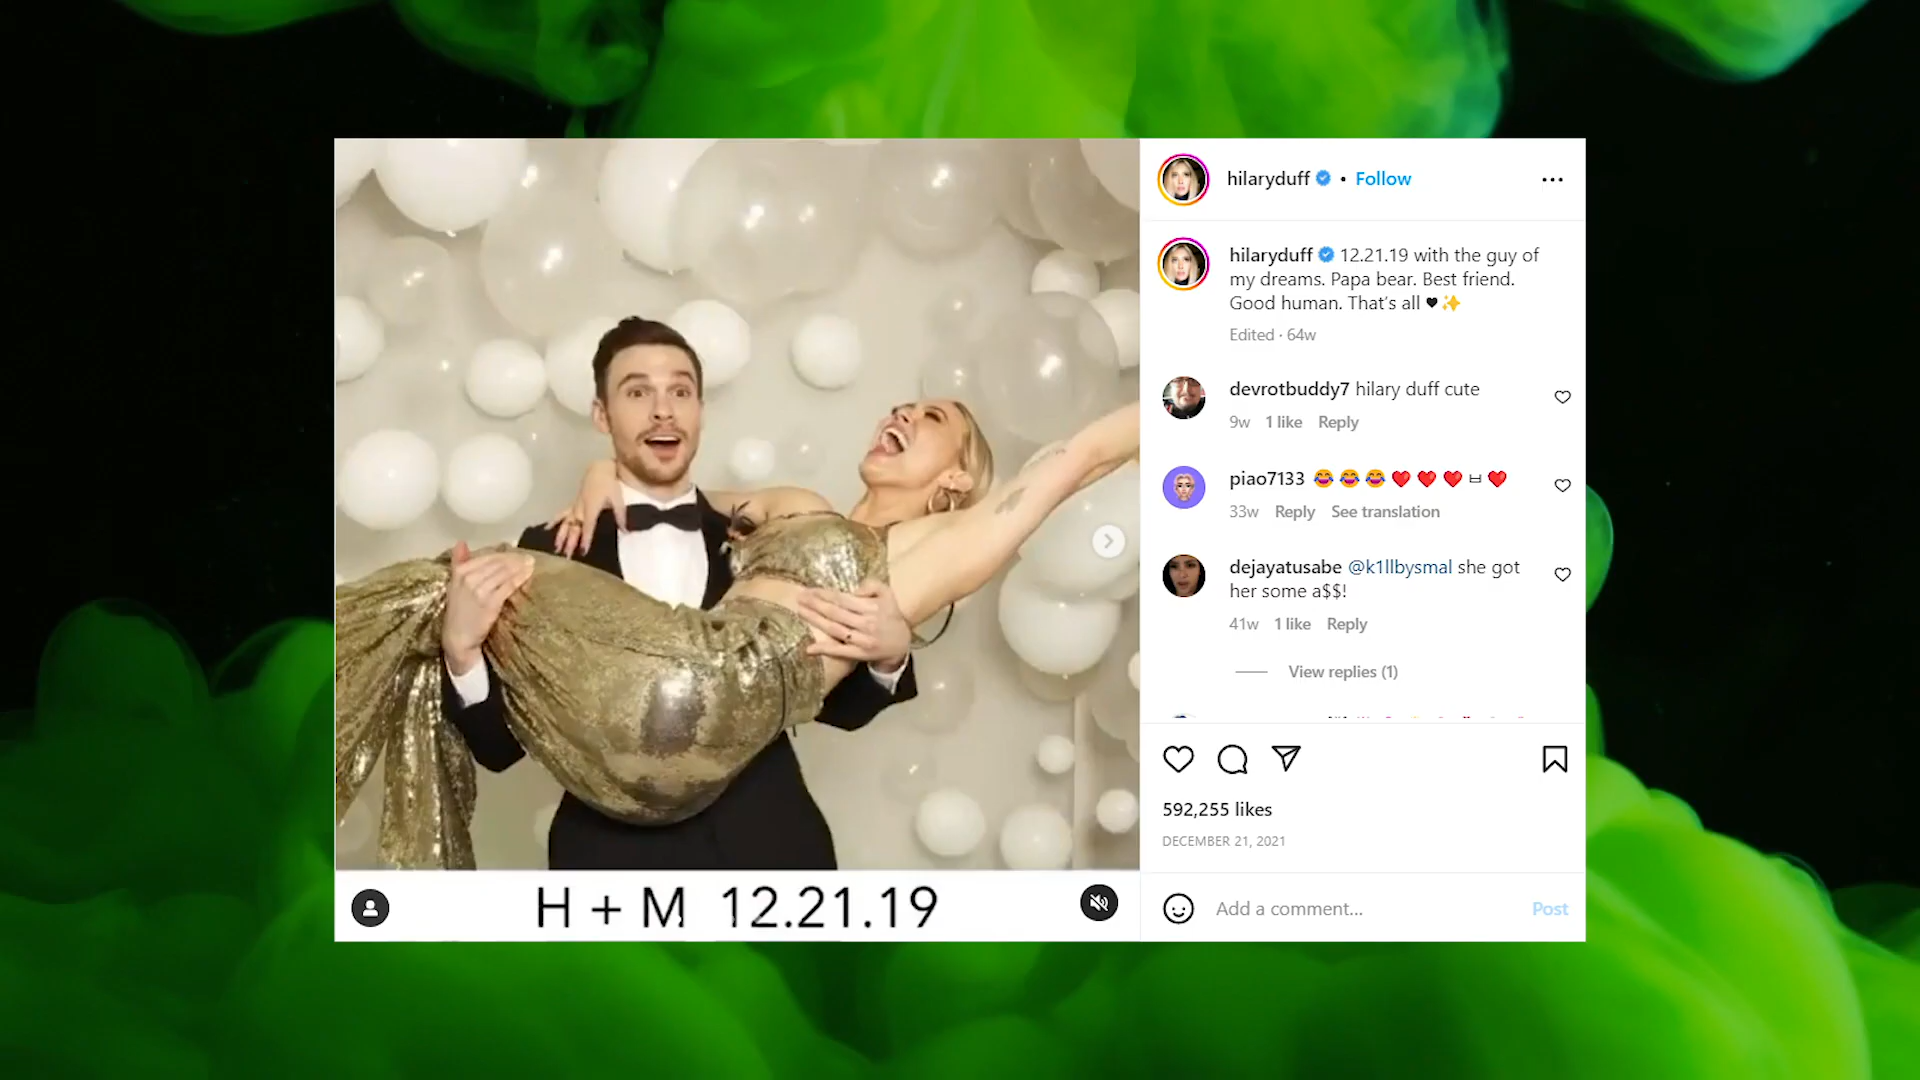 hilaryduff • Follow
hilaryduff 12.21.19 with the guy of
my dreams. Papa bear. Best friend.
Good human. That's all 🖤✨
Edited · 64w
devrotbuddy7 hilary duff cute
9w 1 like Reply
piao7133 😂😂😂❤️❤️❤️ㅂ❤️
33w Reply See translation
dejayatusabe @k1llbysmal she got
her some a$$!
41w 1 like Reply
View replies (1)
592,255 likes
DECEMBER 21, 2021
Add a comment... Post
H + M 12.21.19